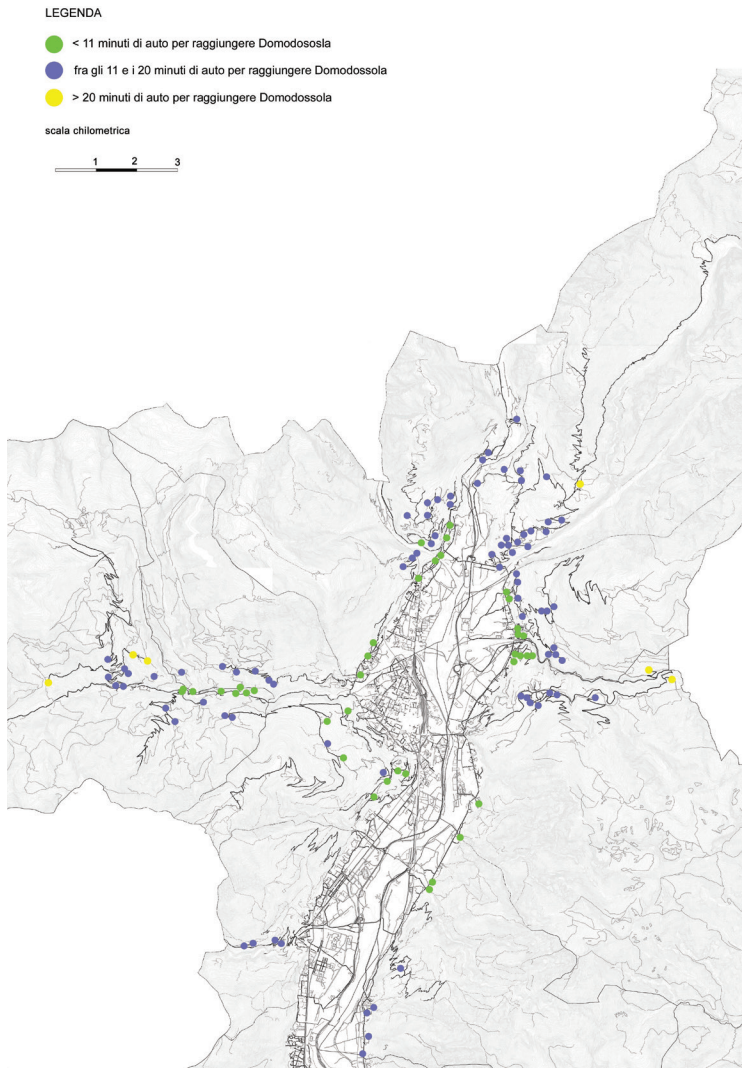 LEGENDA
< 11 minuti di auto per raggiungere Domodososla
fra gli 11 e i 20 minuti di auto per raggiungere Domodossola
> 20 minuti di auto per raggiungere Domodossola
scala chilometrica
1 2 3